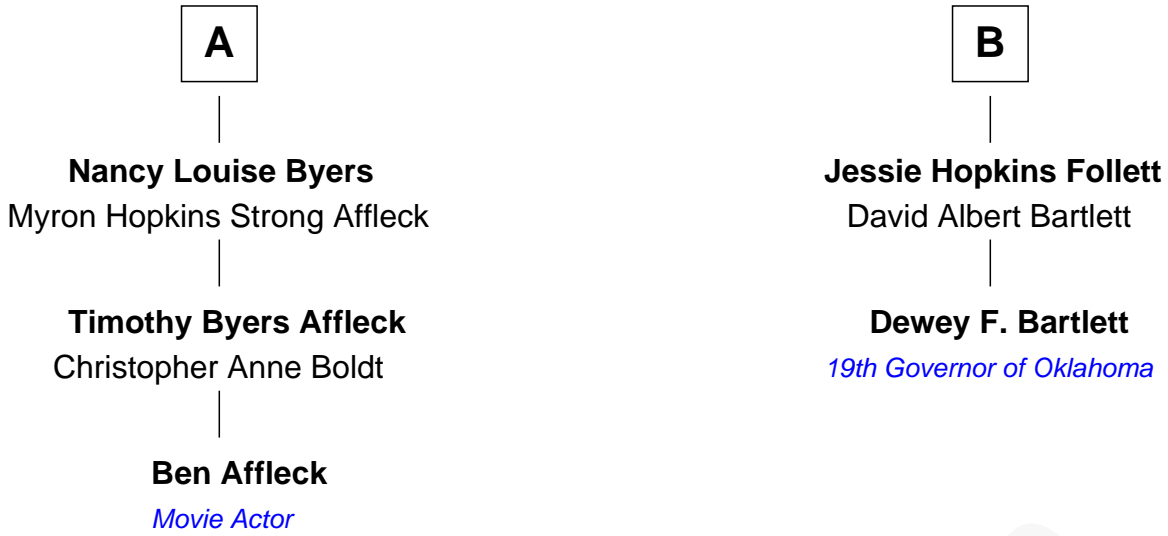 A
Nancy Louise Byers
Myron Hopkins Strong Affleck
Timothy Byers Affleck
Christopher Anne Boldt
Ben Affleck
Movie Actor
B
Jessie Hopkins Follett
David Albert Bartlett
Dewey F. Bartlett
19th Governor of Oklahoma